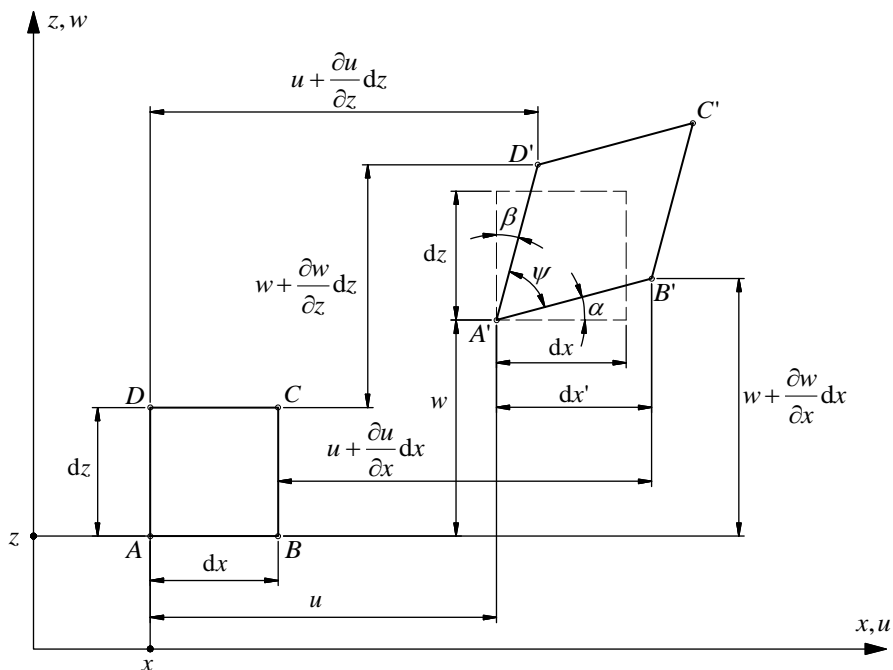 z, w
u + ∂u/∂z dz
C'
D'
β
dz
w + ∂w/∂z dz
ψ
B'
α
A'
dx
D
C
w
dx'
w + ∂w/∂x dx
u + ∂u/∂x dx
dz
z
A
B
dx
u
x, u
x